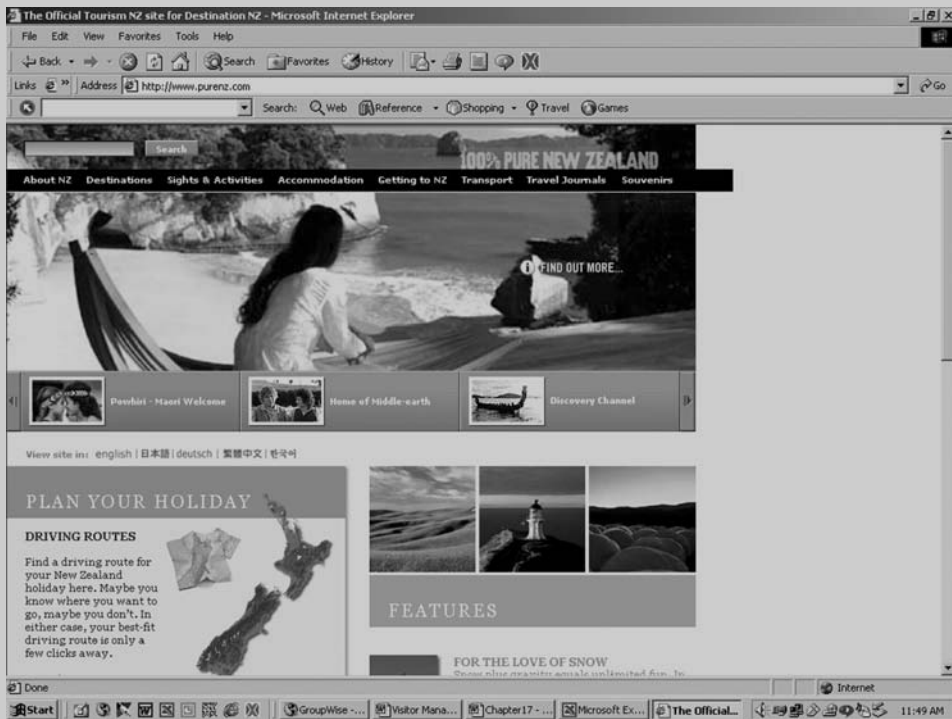 The Official Tourism NZ site for Destination NZ - Microsoft Internet Explorer
File Edit View Favorites Tools Help
Back Search Favorites History
Links Address http://www.purenz.com Go
Search: Web Reference Shopping Travel Games
Search
100% PURE NEW ZEALAND
About NZ Destinations Sights & Activities Accommodation Getting to NZ Transport Travel Journals Souvenirs
FIND OUT MORE...
Powhiri - Maori Welcome Home of Middle-earth Discovery Channel
View site in: english | 日本語 | deutsch | 繁體中文 | 한국어
PLAN YOUR HOLIDAY
DRIVING ROUTES
Find a driving route for
your New Zealand
holiday here. Maybe you
know where you want to
go, maybe you don't. In
either case, your best-fit
driving route is only a
few clicks away.
FEATURES
FOR THE LOVE OF SNOW
Snow plus gravity equals unlimited fun. In
Done Internet
Start GroupWise -... Visitor Mana... Chapter17 - ... Microsoft Ex... The Official... 11:49 AM